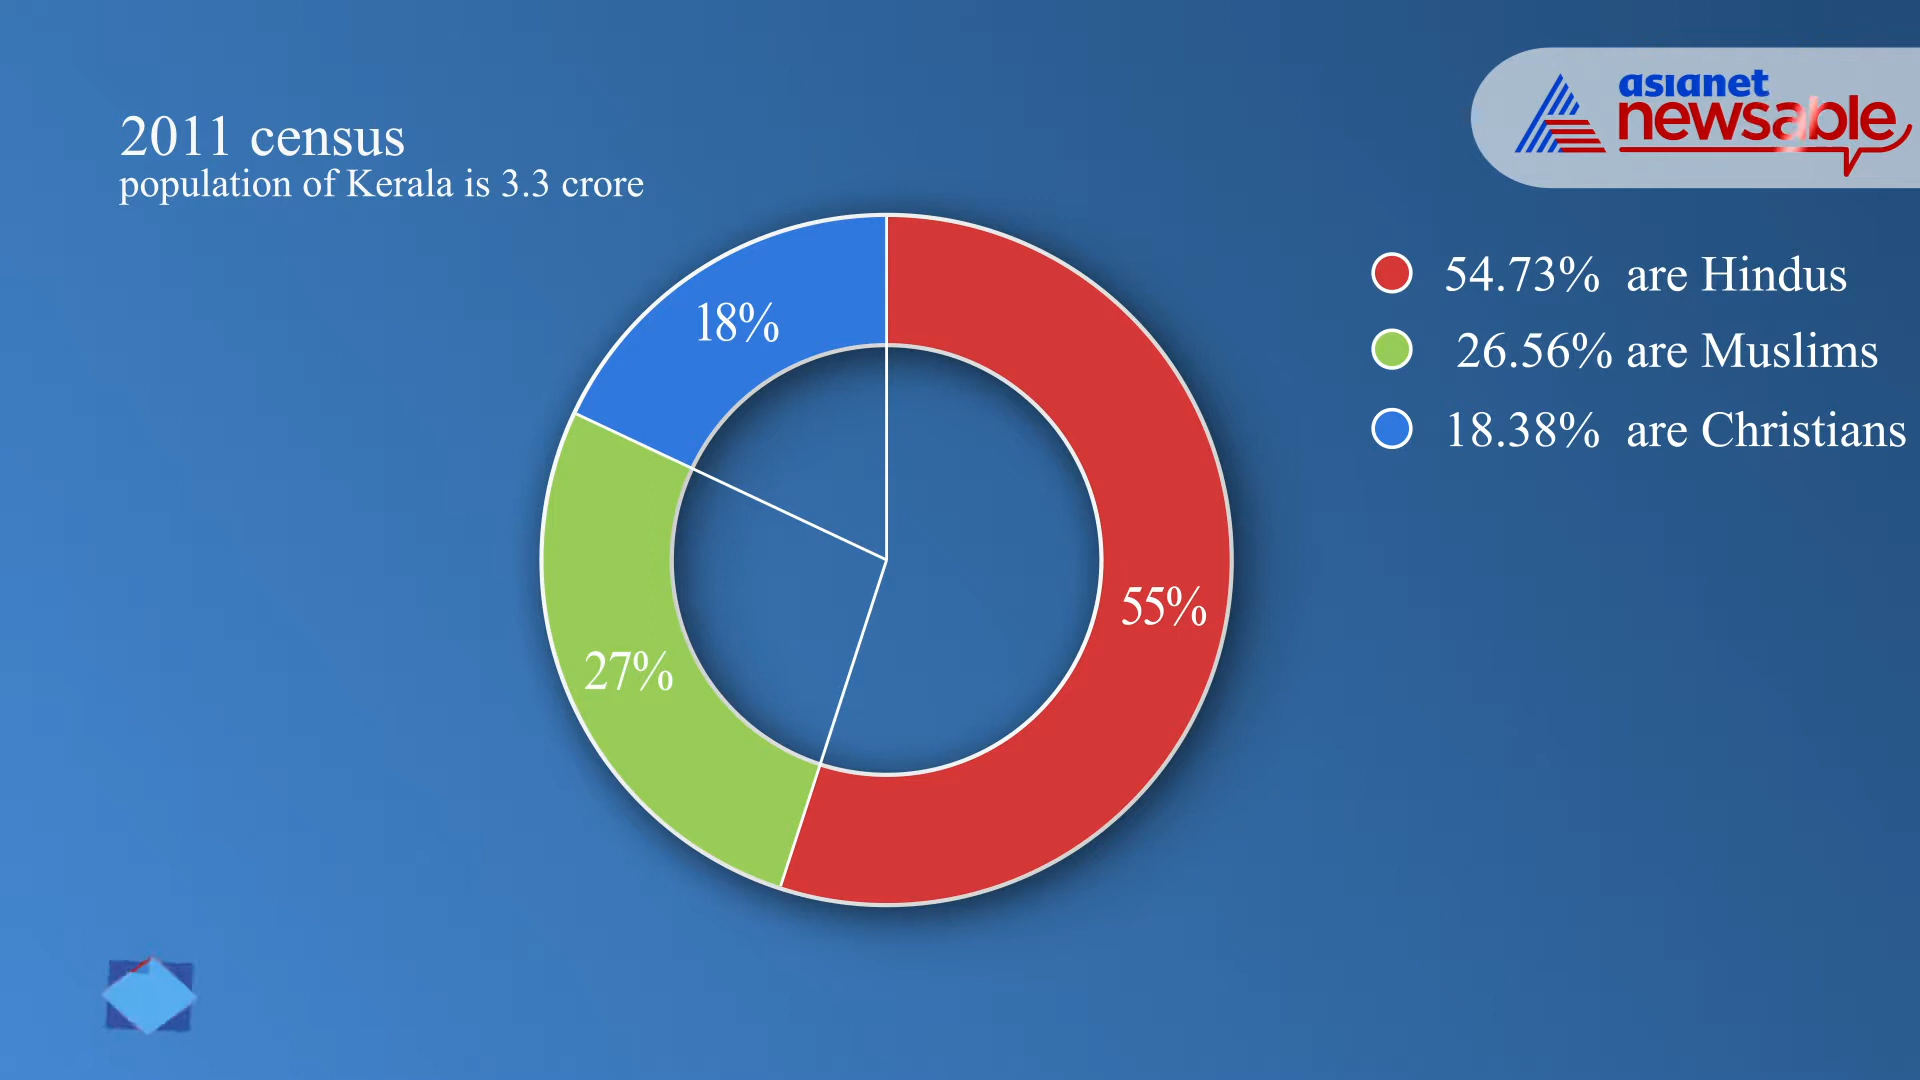 2011 census
population of Kerala is 3.3 crore
asianet
newsable
54.73% are Hindus
26.56% are Muslims
18.38% are Christians
18%
55%
27%